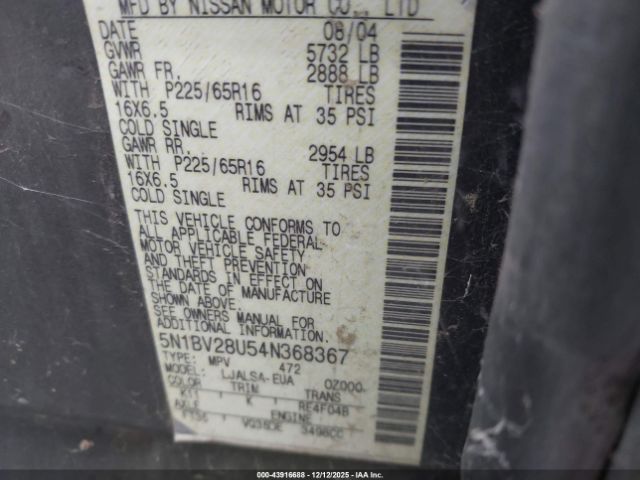 MFD BY NISSAN MOTOR CO., LTD
DATE 08/04
GVWR 5732 LB
GAWR FR. 2888 LB
WITH P225/65R16 TIRES
16X6.5 RIMS AT 35 PSI
COLD SINGLE
GAWR RR. 2954 LB
WITH P225/65R16 TIRES
16X6.5 RIMS AT 35 PSI
COLD SINGLE
THIS VEHICLE CONFORMS TO
ALL APPLICABLE FEDERAL
MOTOR VEHICLE SAFETY
AND THEFT PREVENTION
STANDARDS IN EFFECT ON
THE DATE OF MANUFACTURE
SHOWN ABOVE.
SEE OWNERS MANUAL FOR
ADDITIONAL INFORMATION:
5N1BV28U54N368367
TYPE: MPV 472
LJALSA-EUA 0Z000
COLOR TRIM TRANS
K11 K RE4F04B
AXLE ENGINE
VQ35DE 3498CC
000-43916688 - 12/12/2025 - IAA Inc.